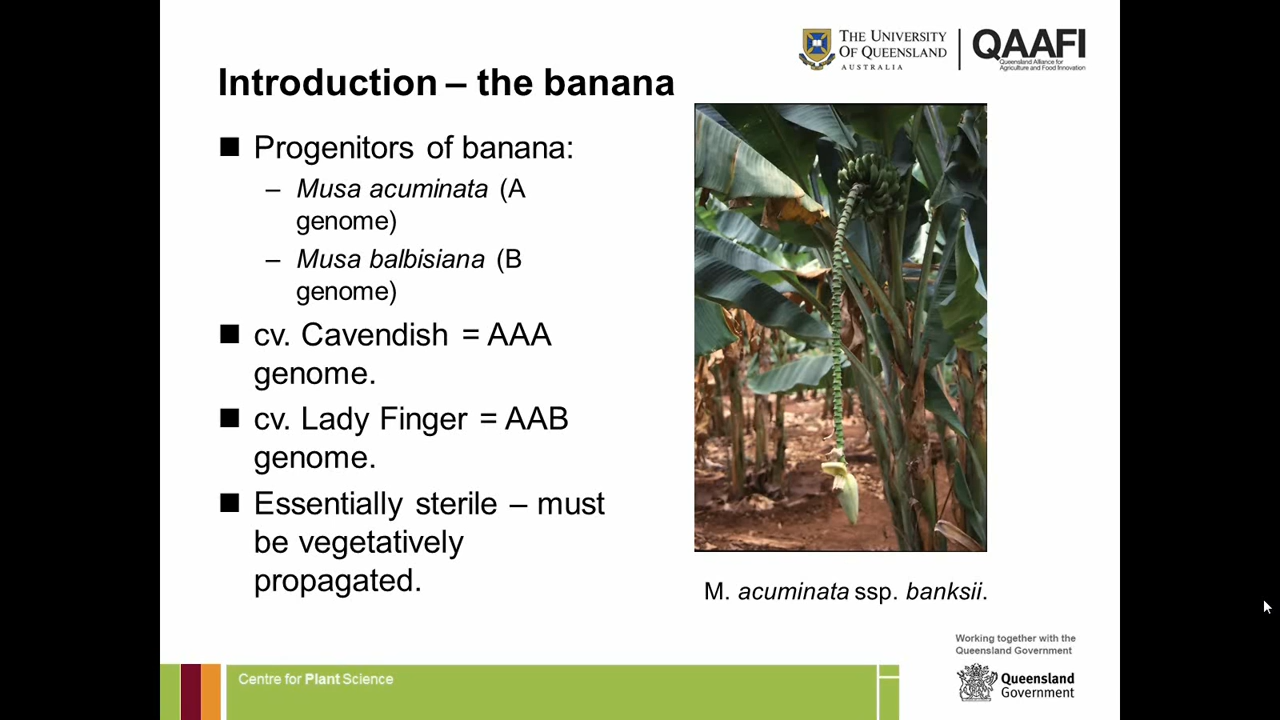 THE UNIVERSITY
OF QUEENSLAND
AUSTRALIA
QAAFI
Queensland Alliance for
Agriculture and Food Innovation
Introduction – the banana
Progenitors of banana:
– Musa acuminata (A
genome)
– Musa balbisiana (B
genome)
cv. Cavendish = AAA
genome.
cv. Lady Finger = AAB
genome.
Essentially sterile – must
be vegetatively
propagated.
M. acuminata ssp. banksii.
Working together with the
Queensland Government
Centre for Plant Science
Queensland
Government